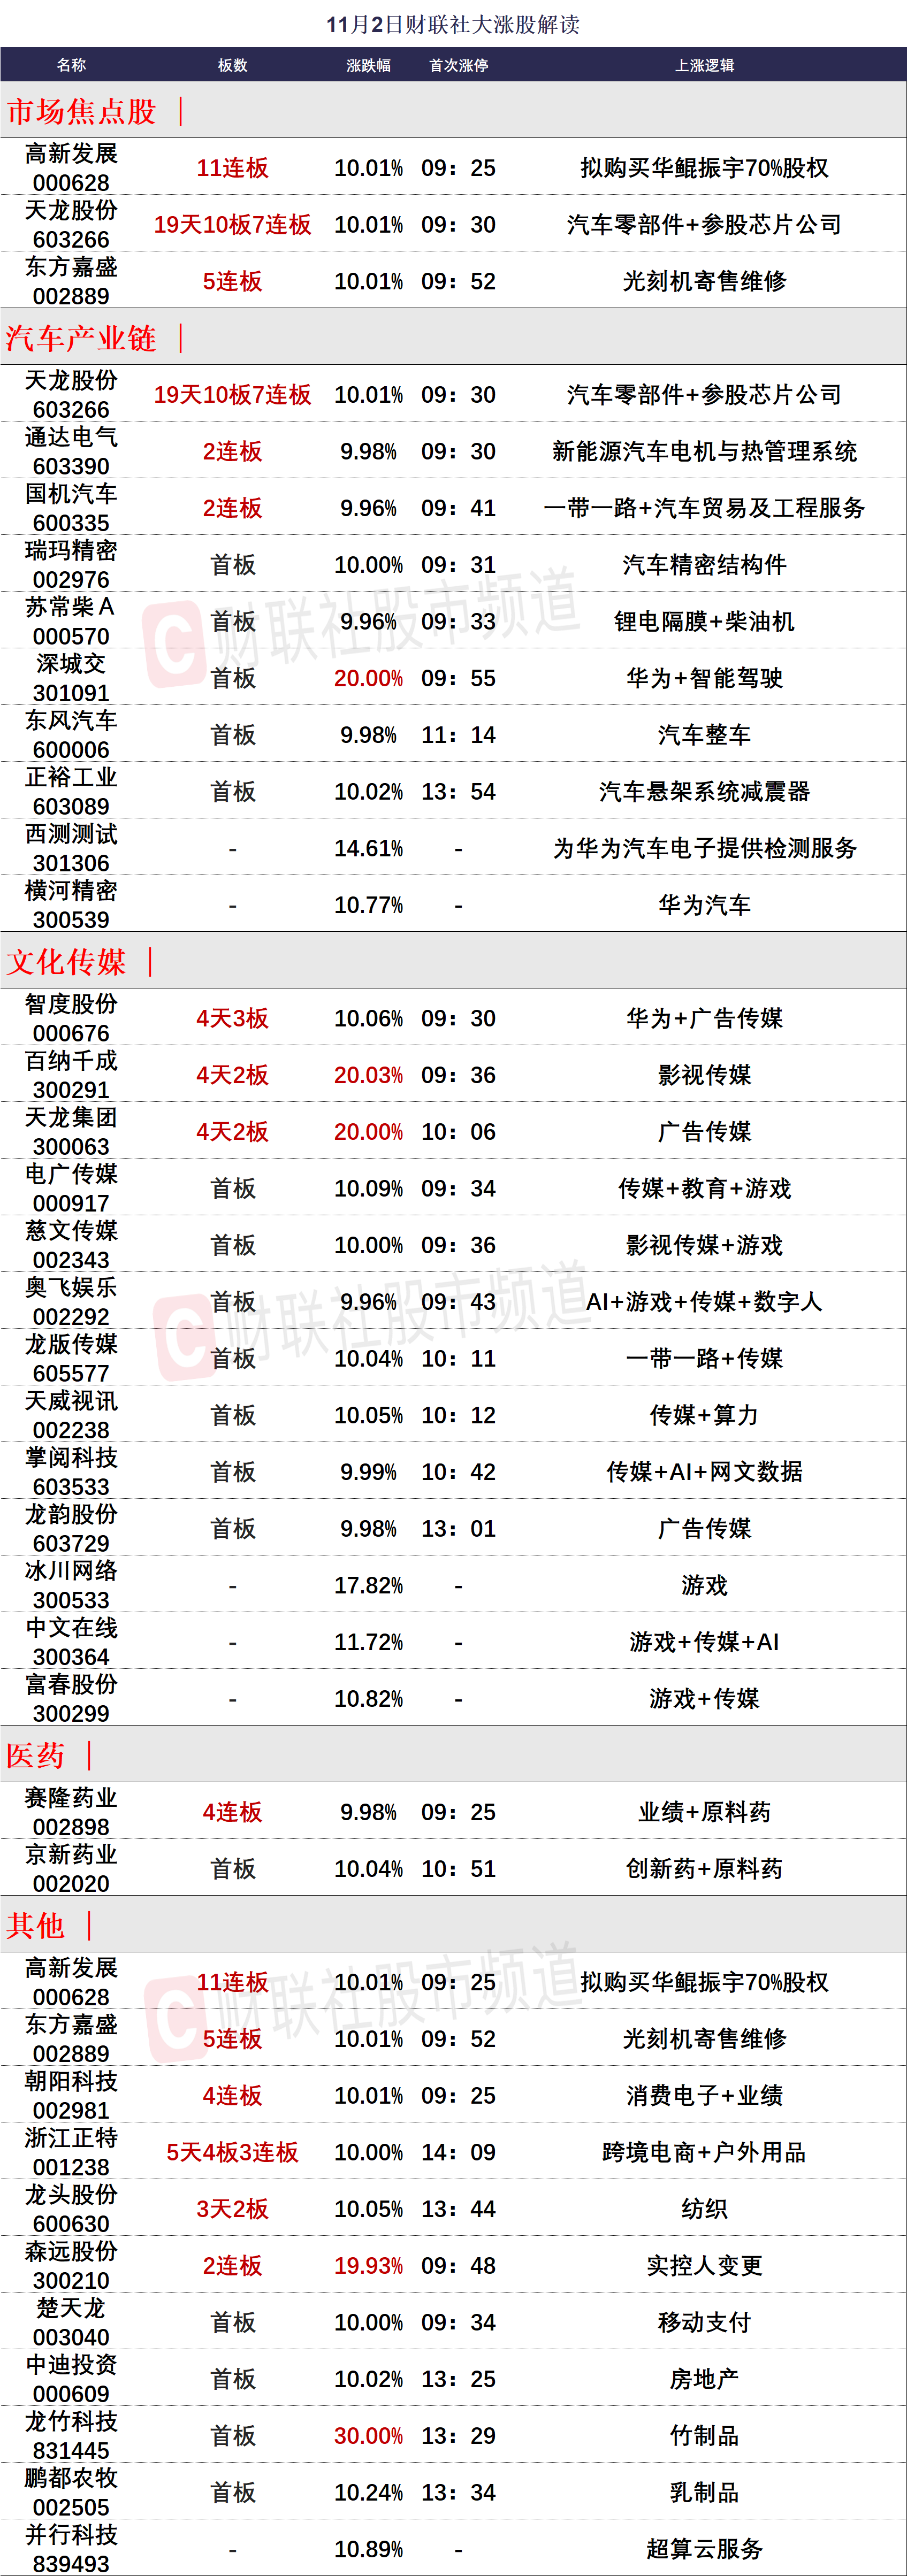 11月2日财联社大涨股解读
名称 板数 涨跌幅 首次涨停 上涨逻辑
市场焦点股 ｜
高新发展
000628 11连板 10.01% 09：25 拟购买华鲲振宇70%股权
天龙股份
603266 19天10板7连板 10.01% 09：30 汽车零部件+参股芯片公司
东方嘉盛
002889 5连板 10.01% 09：52 光刻机寄售维修
汽车产业链 ｜
天龙股份
603266 19天10板7连板 10.01% 09：30 汽车零部件+参股芯片公司
通达电气
603390 2连板 9.98% 09：30 新能源汽车电机与热管理系统
国机汽车
600335 2连板 9.96% 09：41 一带一路+汽车贸易及工程服务
瑞玛精密
002976 首板 10.00% 09：31 汽车精密结构件
苏常柴Ａ
000570 首板 9.96% 09：33 锂电隔膜+柴油机
深城交
301091 首板 20.00% 09：55 华为+智能驾驶
东风汽车
600006 首板 9.98% 11：14 汽车整车
正裕工业
603089 首板 10.02% 13：54 汽车悬架系统减震器
西测测试
301306 - 14.61% - 为华为汽车电子提供检测服务
横河精密
300539 - 10.77% - 华为汽车
财联社股市频道
文化传媒 ｜
智度股份
000676 4天3板 10.06% 09：30 华为+广告传媒
百纳千成
300291 4天2板 20.03% 09：36 影视传媒
天龙集团
300063 4天2板 20.00% 10：06 广告传媒
电广传媒
000917 首板 10.09% 09：34 传媒+教育+游戏
慈文传媒
002343 首板 10.00% 09：36 影视传媒+游戏
奥飞娱乐
002292 首板 9.96% 09：43 AI+游戏+传媒+数字人
龙版传媒
605577 首板 10.04% 10：11 一带一路+传媒
天威视讯
002238 首板 10.05% 10：12 传媒+算力
掌阅科技
603533 首板 9.99% 10：42 传媒+AI+网文数据
龙韵股份
603729 首板 9.98% 13：01 广告传媒
冰川网络
300533 - 17.82% - 游戏
中文在线
300364 - 11.72% - 游戏+传媒+AI
富春股份
300299 - 10.82% - 游戏+传媒
财联社股市频道
医药 ｜
赛隆药业
002898 4连板 9.98% 09：25 业绩+原料药
京新药业
002020 首板 10.04% 10：51 创新药+原料药
其他 ｜
高新发展
000628 11连板 10.01% 09：25 拟购买华鲲振宇70%股权
东方嘉盛
002889 5连板 10.01% 09：52 光刻机寄售维修
朝阳科技
002981 4连板 10.01% 09：25 消费电子+业绩
浙江正特
001238 5天4板3连板 10.00% 14：09 跨境电商+户外用品
龙头股份
600630 3天2板 10.05% 13：44 纺织
森远股份
300210 2连板 19.93% 09：48 实控人变更
楚天龙
003040 首板 10.00% 09：34 移动支付
中迪投资
000609 首板 10.02% 13：25 房地产
龙竹科技
831445 首板 30.00% 13：29 竹制品
鹏都农牧
002505 首板 10.24% 13：34 乳制品
并行科技
839493 - 10.89% - 超算云服务
财联社股市频道